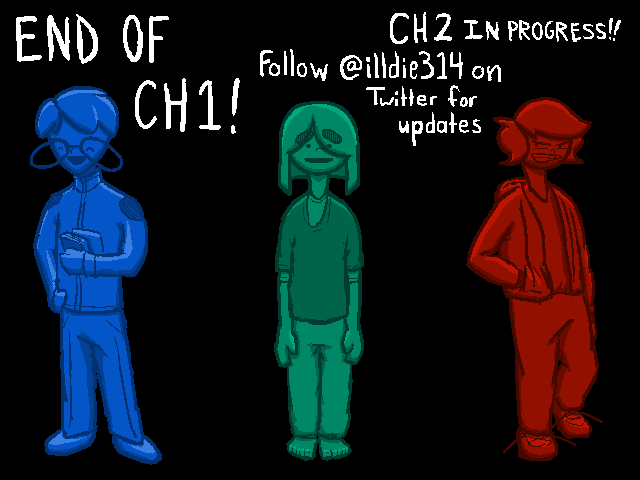 END OF
CH1!
CH2 IN PROGRESS!!
Follow @illdie314 on
Twitter for
updates